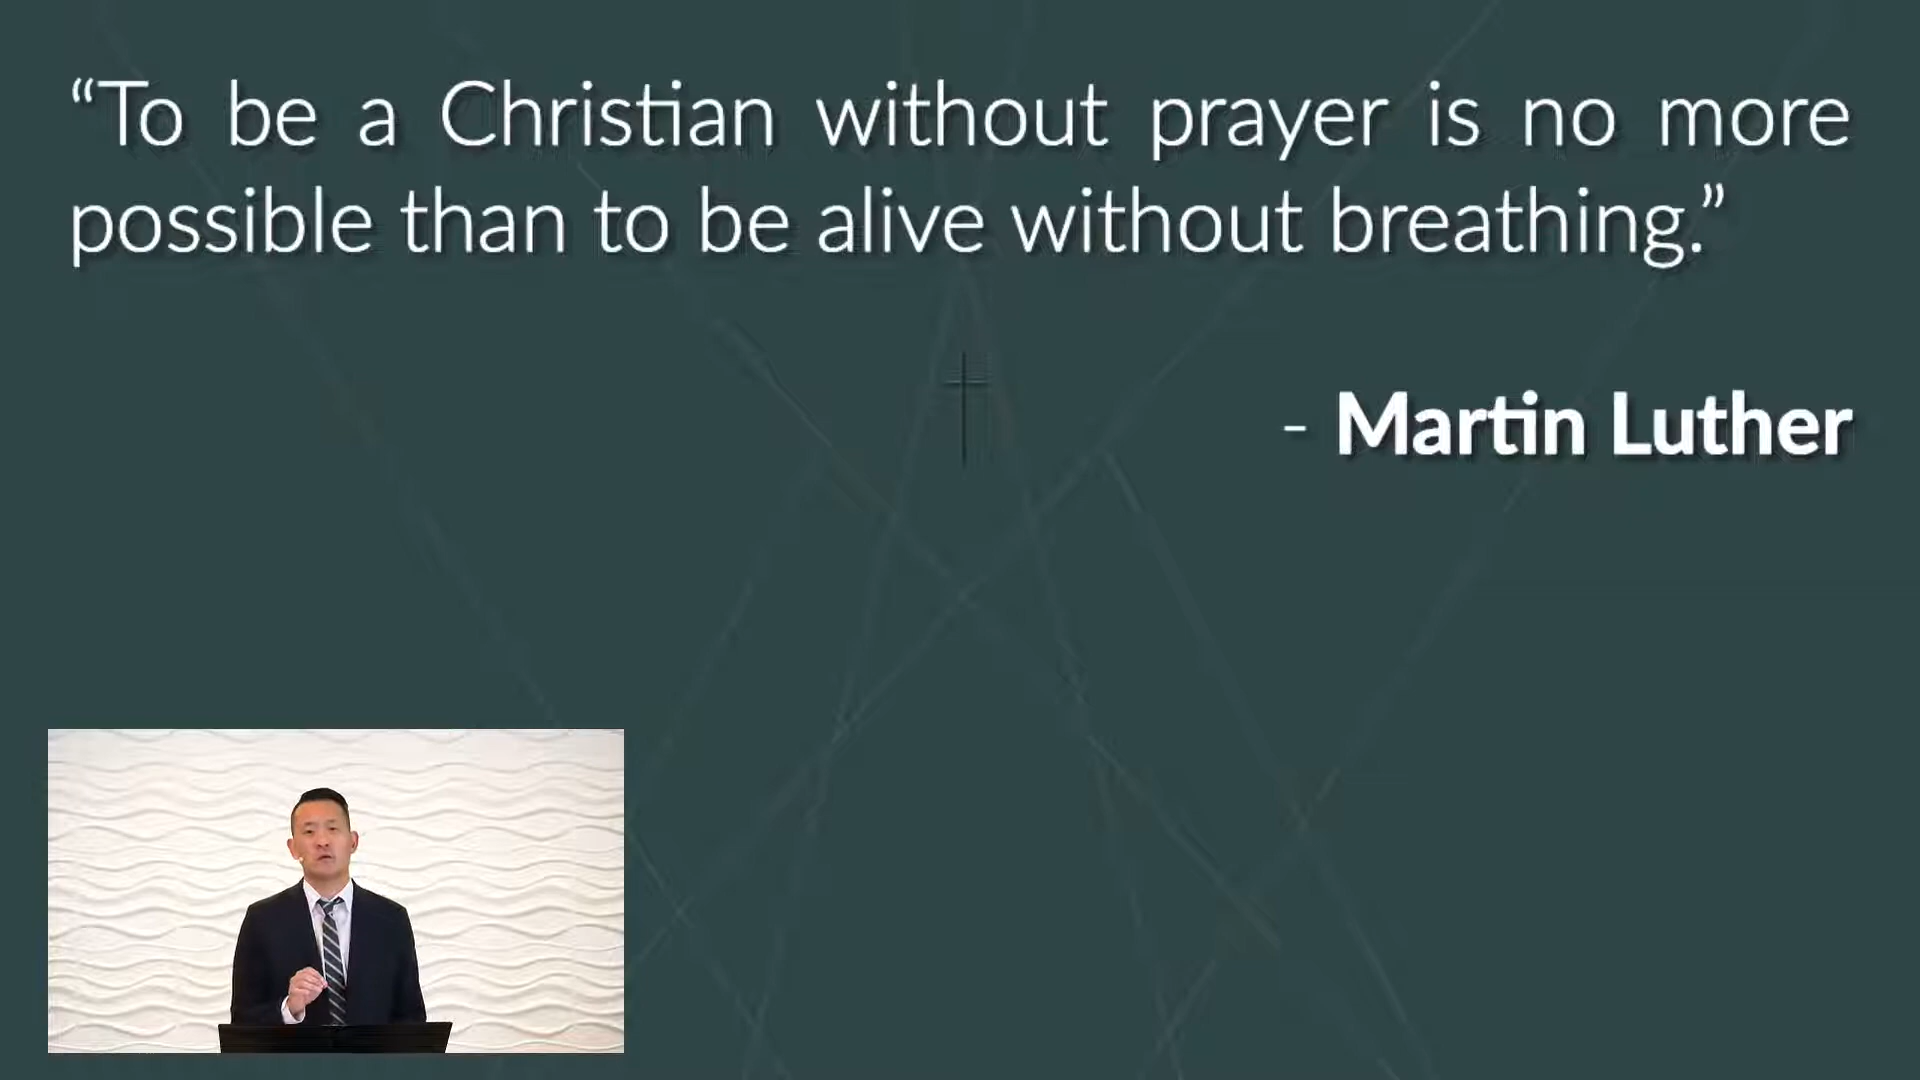 “To be a Christian without prayer is no more
possible than to be alive without breathing.”
- Martin Luther